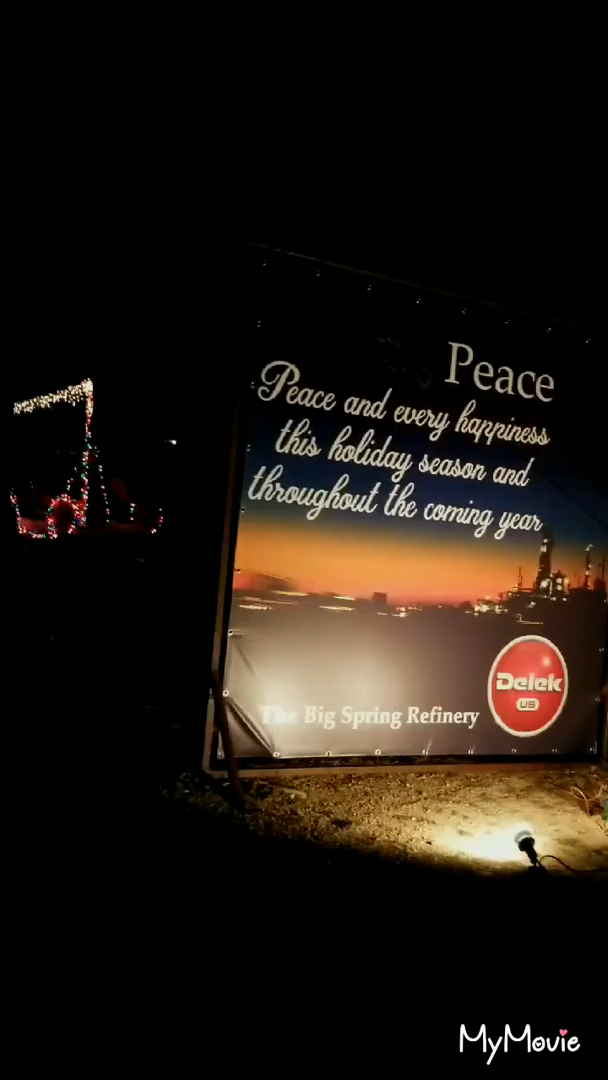 Peace
Peace and every happiness
this holiday season and
throughout the coming year
Delek
US
The Big Spring Refinery
MyMovie